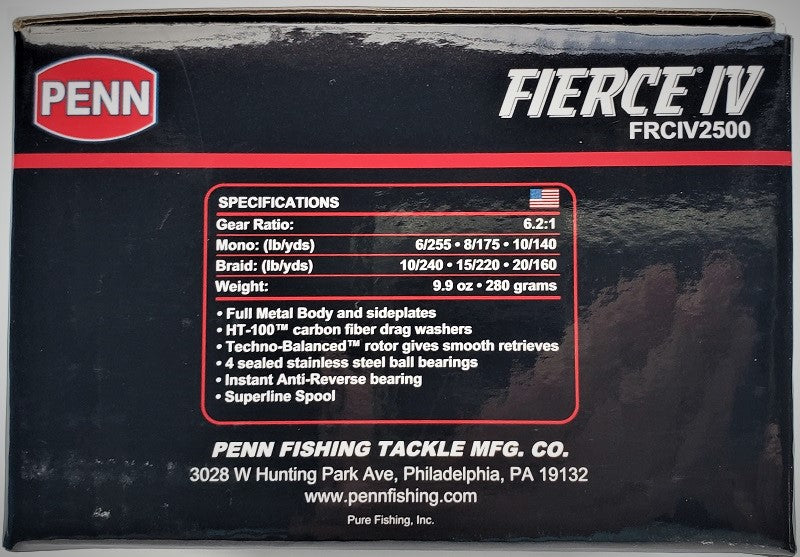 PENN
FIERCE® IV
FRCIV2500
SPECIFICATIONS
Gear Ratio: 6.2:1
Mono: (lb/yds) 6/255 • 8/175 • 10/140
Braid: (lb/yds) 10/240 • 15/220 • 20/160
Weight: 9.9 oz • 280 grams
• Full Metal Body and sideplates
• HT-100™ carbon fiber drag washers
• Techno-Balanced™ rotor gives smooth retrieves
• 4 sealed stainless steel ball bearings
• Instant Anti-Reverse bearing
• Superline Spool
PENN FISHING TACKLE MFG. CO.
3028 W Hunting Park Ave, Philadelphia, PA 19132
www.pennfishing.com
Pure Fishing, Inc.